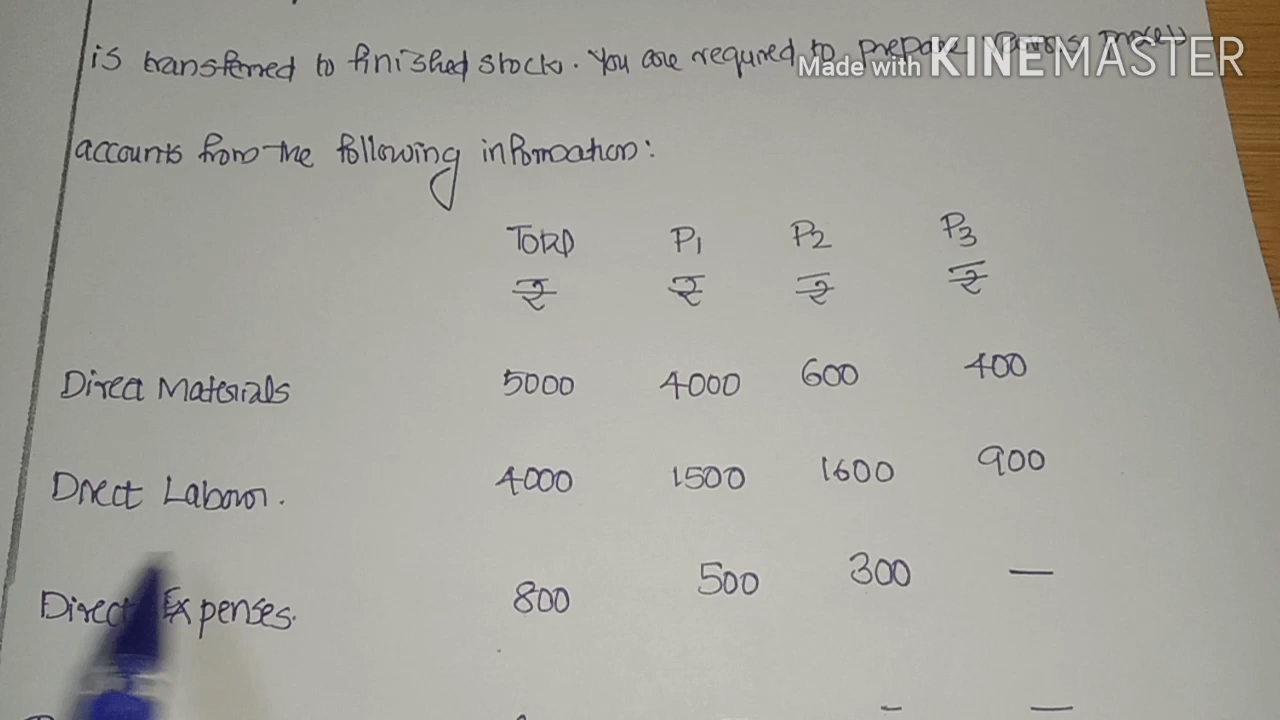 is transferred to finished stock. You are required to prepare process
Made with KINEMASTER
accounts from the following information:
Total P1 P2 P3
₹ ₹ ₹ ₹
Direct Materials 5000 4000 600 400
Direct Labour. 4000 1500 1600 900
Direct Expenses. 800 500 300 —
- —